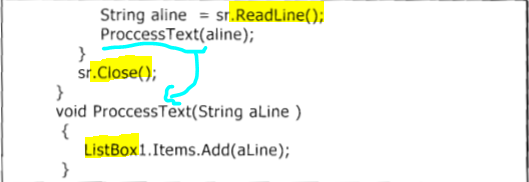 String aline = sr.ReadLine();
ProccessText(aline);
}
sr.Close();
}
void ProccessText(String aLine )
{
ListBox1.Items.Add(aLine);
}